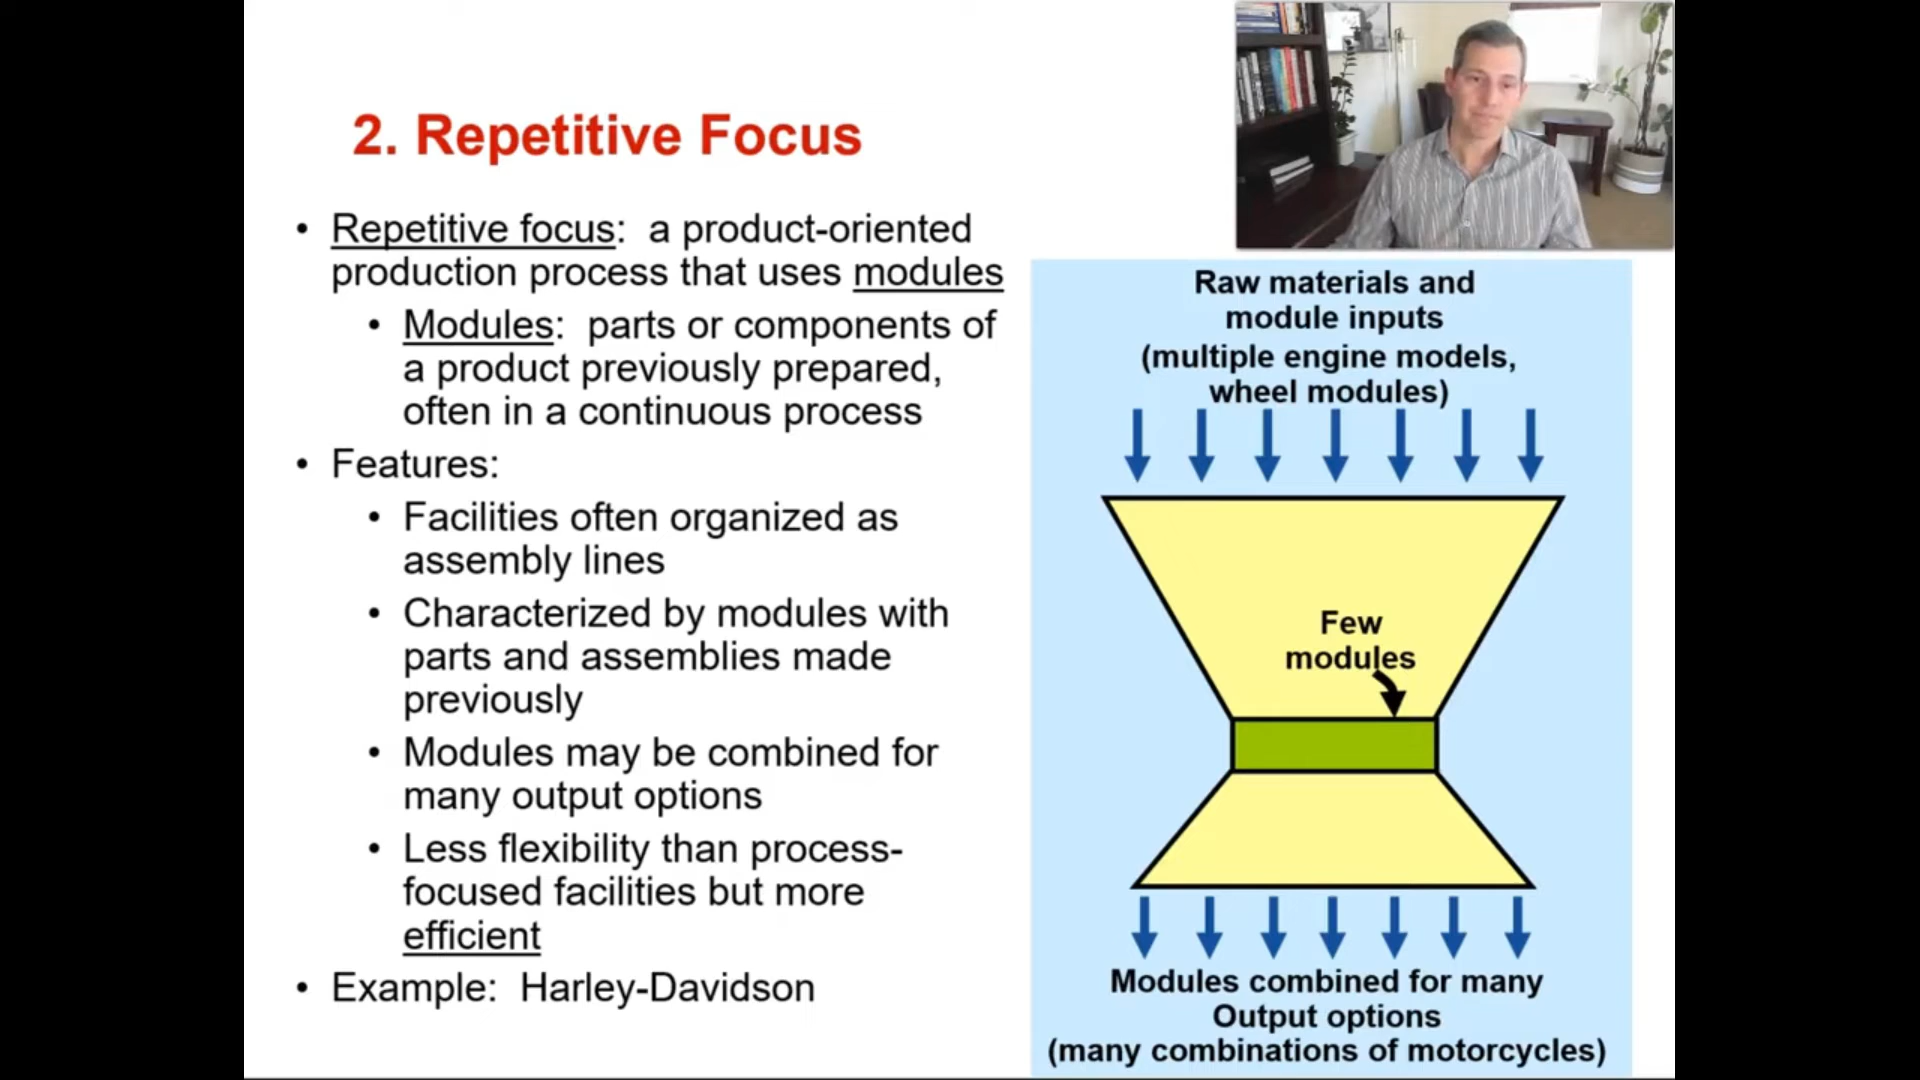 2. Repetitive Focus
• Repetitive focus:  a product-oriented
production process that uses modules
• Modules:  parts or components of
a product previously prepared,
often in a continuous process
• Features:
• Facilities often organized as
assembly lines
• Characterized by modules with
parts and assemblies made
previously
• Modules may be combined for
many output options
• Less flexibility than process-
focused facilities but more
efficient
• Example:  Harley-Davidson
Raw materials and
module inputs
(multiple engine models,
wheel modules)
Few
modules
Modules combined for many
Output options
(many combinations of motorcycles)